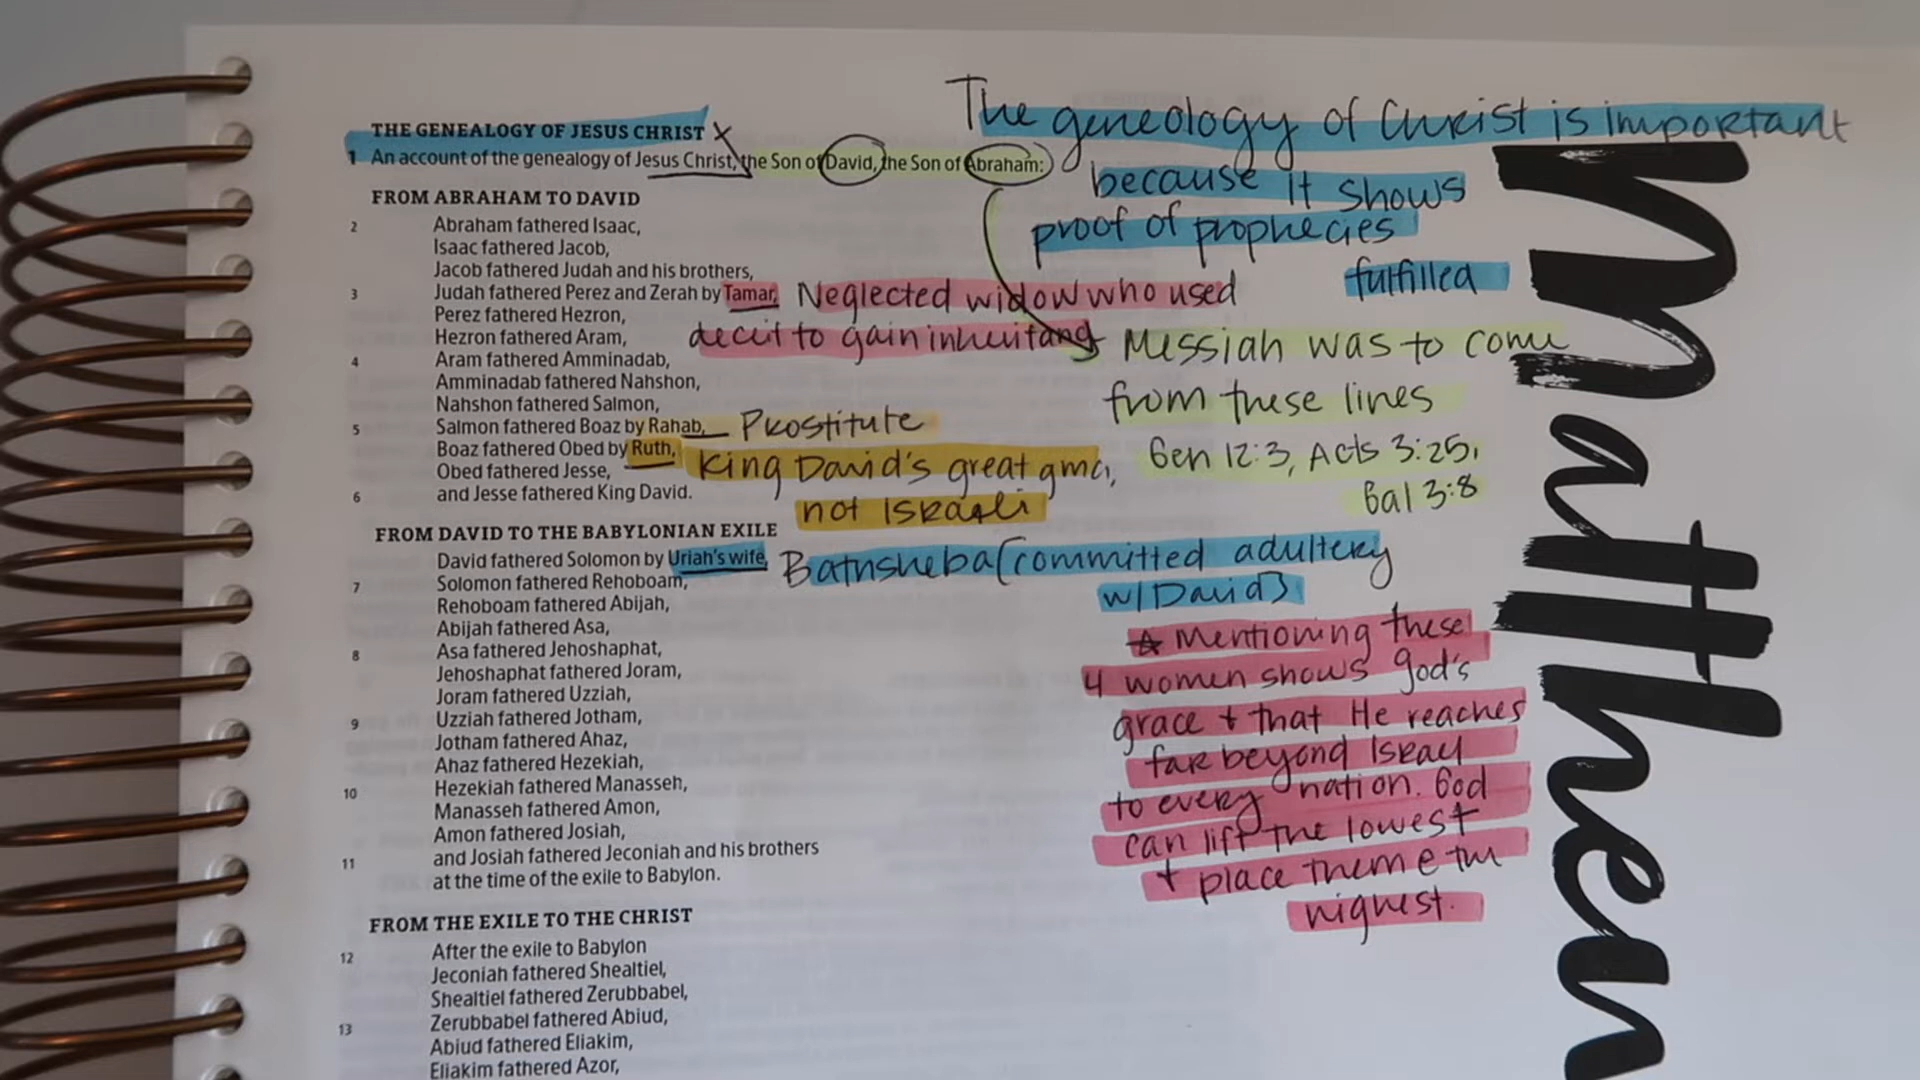 The geneology of Christ is important
because it shows
proof of prophecies
fulfilled
THE GENEALOGY OF JESUS CHRIST
1 An account of the genealogy of Jesus Christ, the Son of David, the Son of Abraham:
FROM ABRAHAM TO DAVID
2 Abraham fathered Isaac,
Isaac fathered Jacob,
Jacob fathered Judah and his brothers,
3 Judah fathered Perez and Zerah by Tamar,
Neglected widow who used
deceit to gain inheritance
Perez fathered Hezron,
Hezron fathered Aram,
4 Aram fathered Amminadab,
Amminadab fathered Nahshon,
Nahshon fathered Salmon,
Messiah was to come
from these lines
Gen 12:3, Acts 3:25,
Gal 3:8
5 Salmon fathered Boaz by Rahab,
Prostitute
Boaz fathered Obed by Ruth,
King David's great gma,
not Israeli
Obed fathered Jesse,
6 and Jesse fathered King David.
FROM DAVID TO THE BABYLONIAN EXILE
David fathered Solomon by Uriah's wife,
Bathsheba (committed adultery
w/ David)
7 Solomon fathered Rehoboam,
Rehoboam fathered Abijah,
Abijah fathered Asa,
8 Asa fathered Jehoshaphat,
Jehoshaphat fathered Joram,
Joram fathered Uzziah,
9 Uzziah fathered Jotham,
Jotham fathered Ahaz,
Ahaz fathered Hezekiah,
10 Hezekiah fathered Manasseh,
Manasseh fathered Amon,
Amon fathered Josiah,
11 and Josiah fathered Jeconiah and his brothers
at the time of the exile to Babylon.
☆ Mentioning these
4 women shows God's
grace + that He reaches
far beyond Israel
to every nation. God
can lift the lowest
+ place them e the
highest.
FROM THE EXILE TO THE CHRIST
12 After the exile to Babylon
Jeconiah fathered Shealtiel,
Shealtiel fathered Zerubbabel,
13 Zerubbabel fathered Abiud,
Abiud fathered Eliakim,
Eliakim fathered Azor,